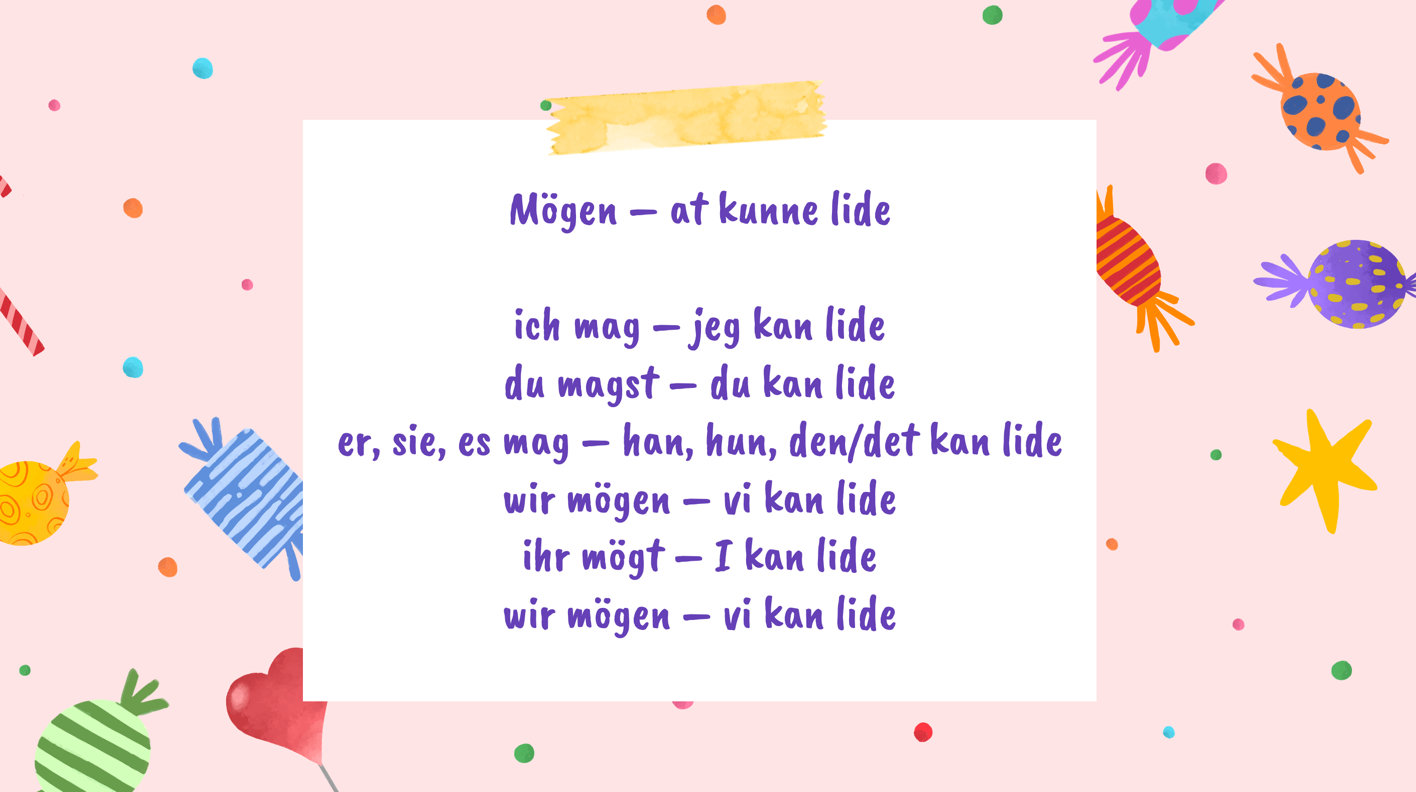 Mögen – at kunne lide
ich mag – jeg kan lide
du magst – du kan lide
er, sie, es mag – han, hun, den/det kan lide
wir mögen – vi kan lide
ihr mögt – I kan lide
wir mögen – vi kan lide